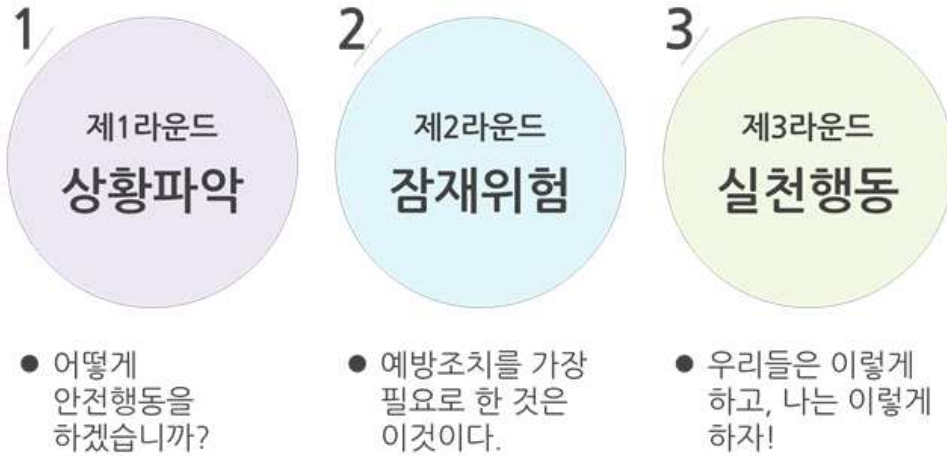 1
제1라운드
상황파악
● 어떻게
안전행동을
하겠습니까?
2
제2라운드
잠재위험
● 예방조치를 가장
필요로 한 것은
이것이다.
3
제3라운드
실천행동
● 우리들은 이렇게
하고, 나는 이렇게
하자!